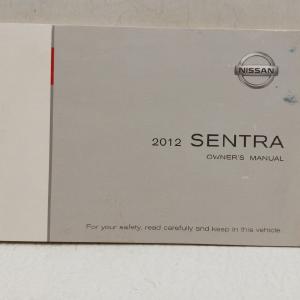 NISSAN
2012 SENTRA
OWNER'S MANUAL
For your safety, read carefully and keep in this vehicle.